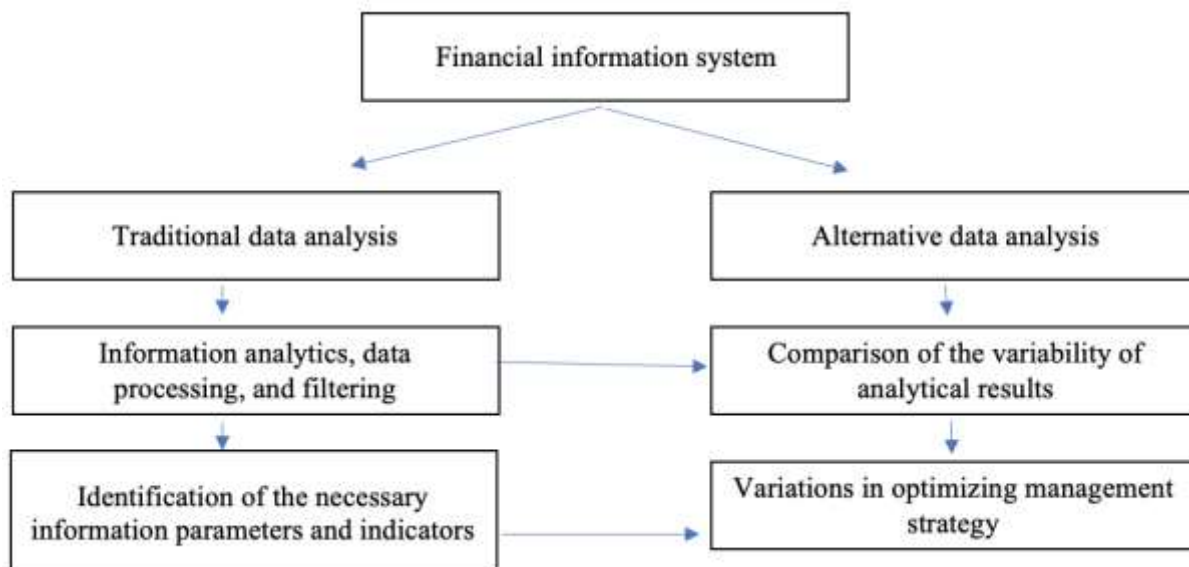 Financial information system
Traditional data analysis
Alternative data analysis
Information analytics, data
processing, and filtering
Comparison of the variability of
analytical results
Identification of the necessary
information parameters and indicators
Variations in optimizing management
strategy